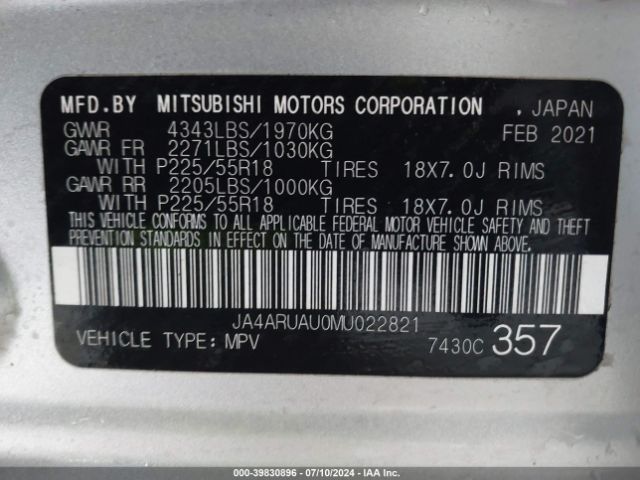 MFD.BY MITSUBISHI MOTORS CORPORATION , JAPAN
GVWR 4343LBS/1970KG FEB 2021
GAWR FR 2271LBS/1030KG
WITH P225/55R18 TIRES 18X7.0J RIMS
GAWR RR 2205LBS/1000KG
WITH P225/55R18 TIRES 18X7.0J RIMS
THIS VEHICLE CONFORMS TO ALL APPLICABLE FEDERAL MOTOR VEHICLE SAFETY AND THEFT
PREVENTION STANDARDS IN EFFECT ON THE DATE OF MANUFACTURE SHOWN ABOVE.
JA4ARUAU0MU022821
VEHICLE TYPE: MPV 7430C 357
000-39830896 - 07/10/2024 - IAA Auctions